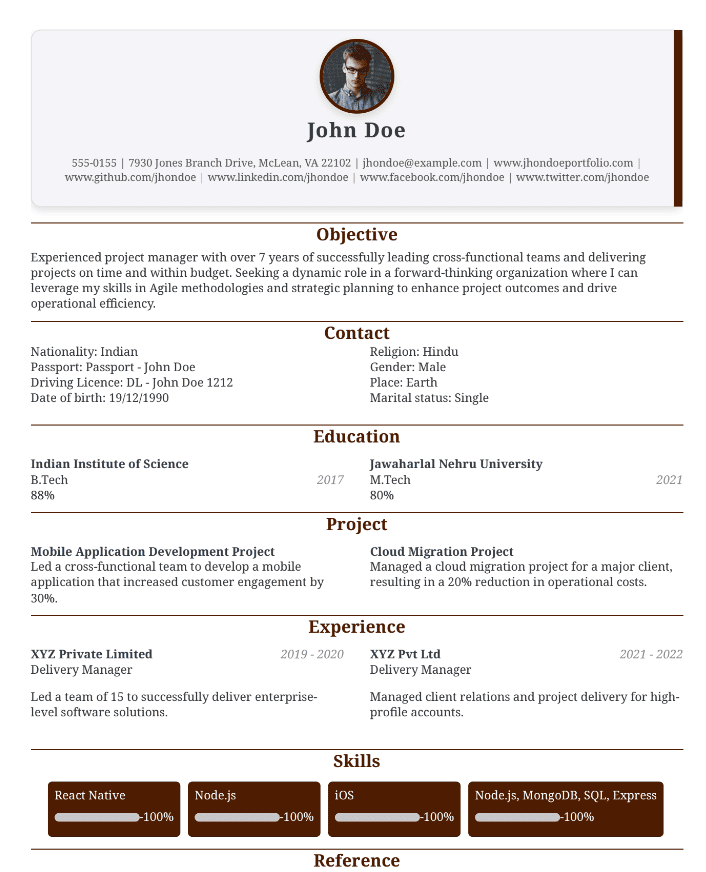 John Doe
555-0155 | 7930 Jones Branch Drive, McLean, VA 22102 | jhondoe@example.com | www.jhondoeportfolio.com |
www.github.com/jhondoe | www.linkedin.com/jhondoe | www.facebook.com/jhondoe | www.twitter.com/jhondoe
Objective
Experienced project manager with over 7 years of successfully leading cross-functional teams and delivering
projects on time and within budget. Seeking a dynamic role in a forward-thinking organization where I can
leverage my skills in Agile methodologies and strategic planning to enhance project outcomes and drive
operational efficiency.
Contact
Nationality: Indian
Passport: Passport - John Doe
Driving Licence: DL - John Doe 1212
Date of birth: 19/12/1990
Religion: Hindu
Gender: Male
Place: Earth
Marital status: Single
Education
Indian Institute of Science
B.Tech 2017
88%
Jawaharlal Nehru University
M.Tech 2021
80%
Project
Mobile Application Development Project
Led a cross-functional team to develop a mobile
application that increased customer engagement by
30%.
Cloud Migration Project
Managed a cloud migration project for a major client,
resulting in a 20% reduction in operational costs.
Experience
XYZ Private Limited 2019 - 2020
Delivery Manager
Led a team of 15 to successfully deliver enterprise-
level software solutions.
XYZ Pvt Ltd 2021 - 2022
Delivery Manager
Managed client relations and project delivery for high-
profile accounts.
Skills
React Native
-100%
Node.js
-100%
iOS
-100%
Node.js, MongoDB, SQL, Express
-100%
Reference